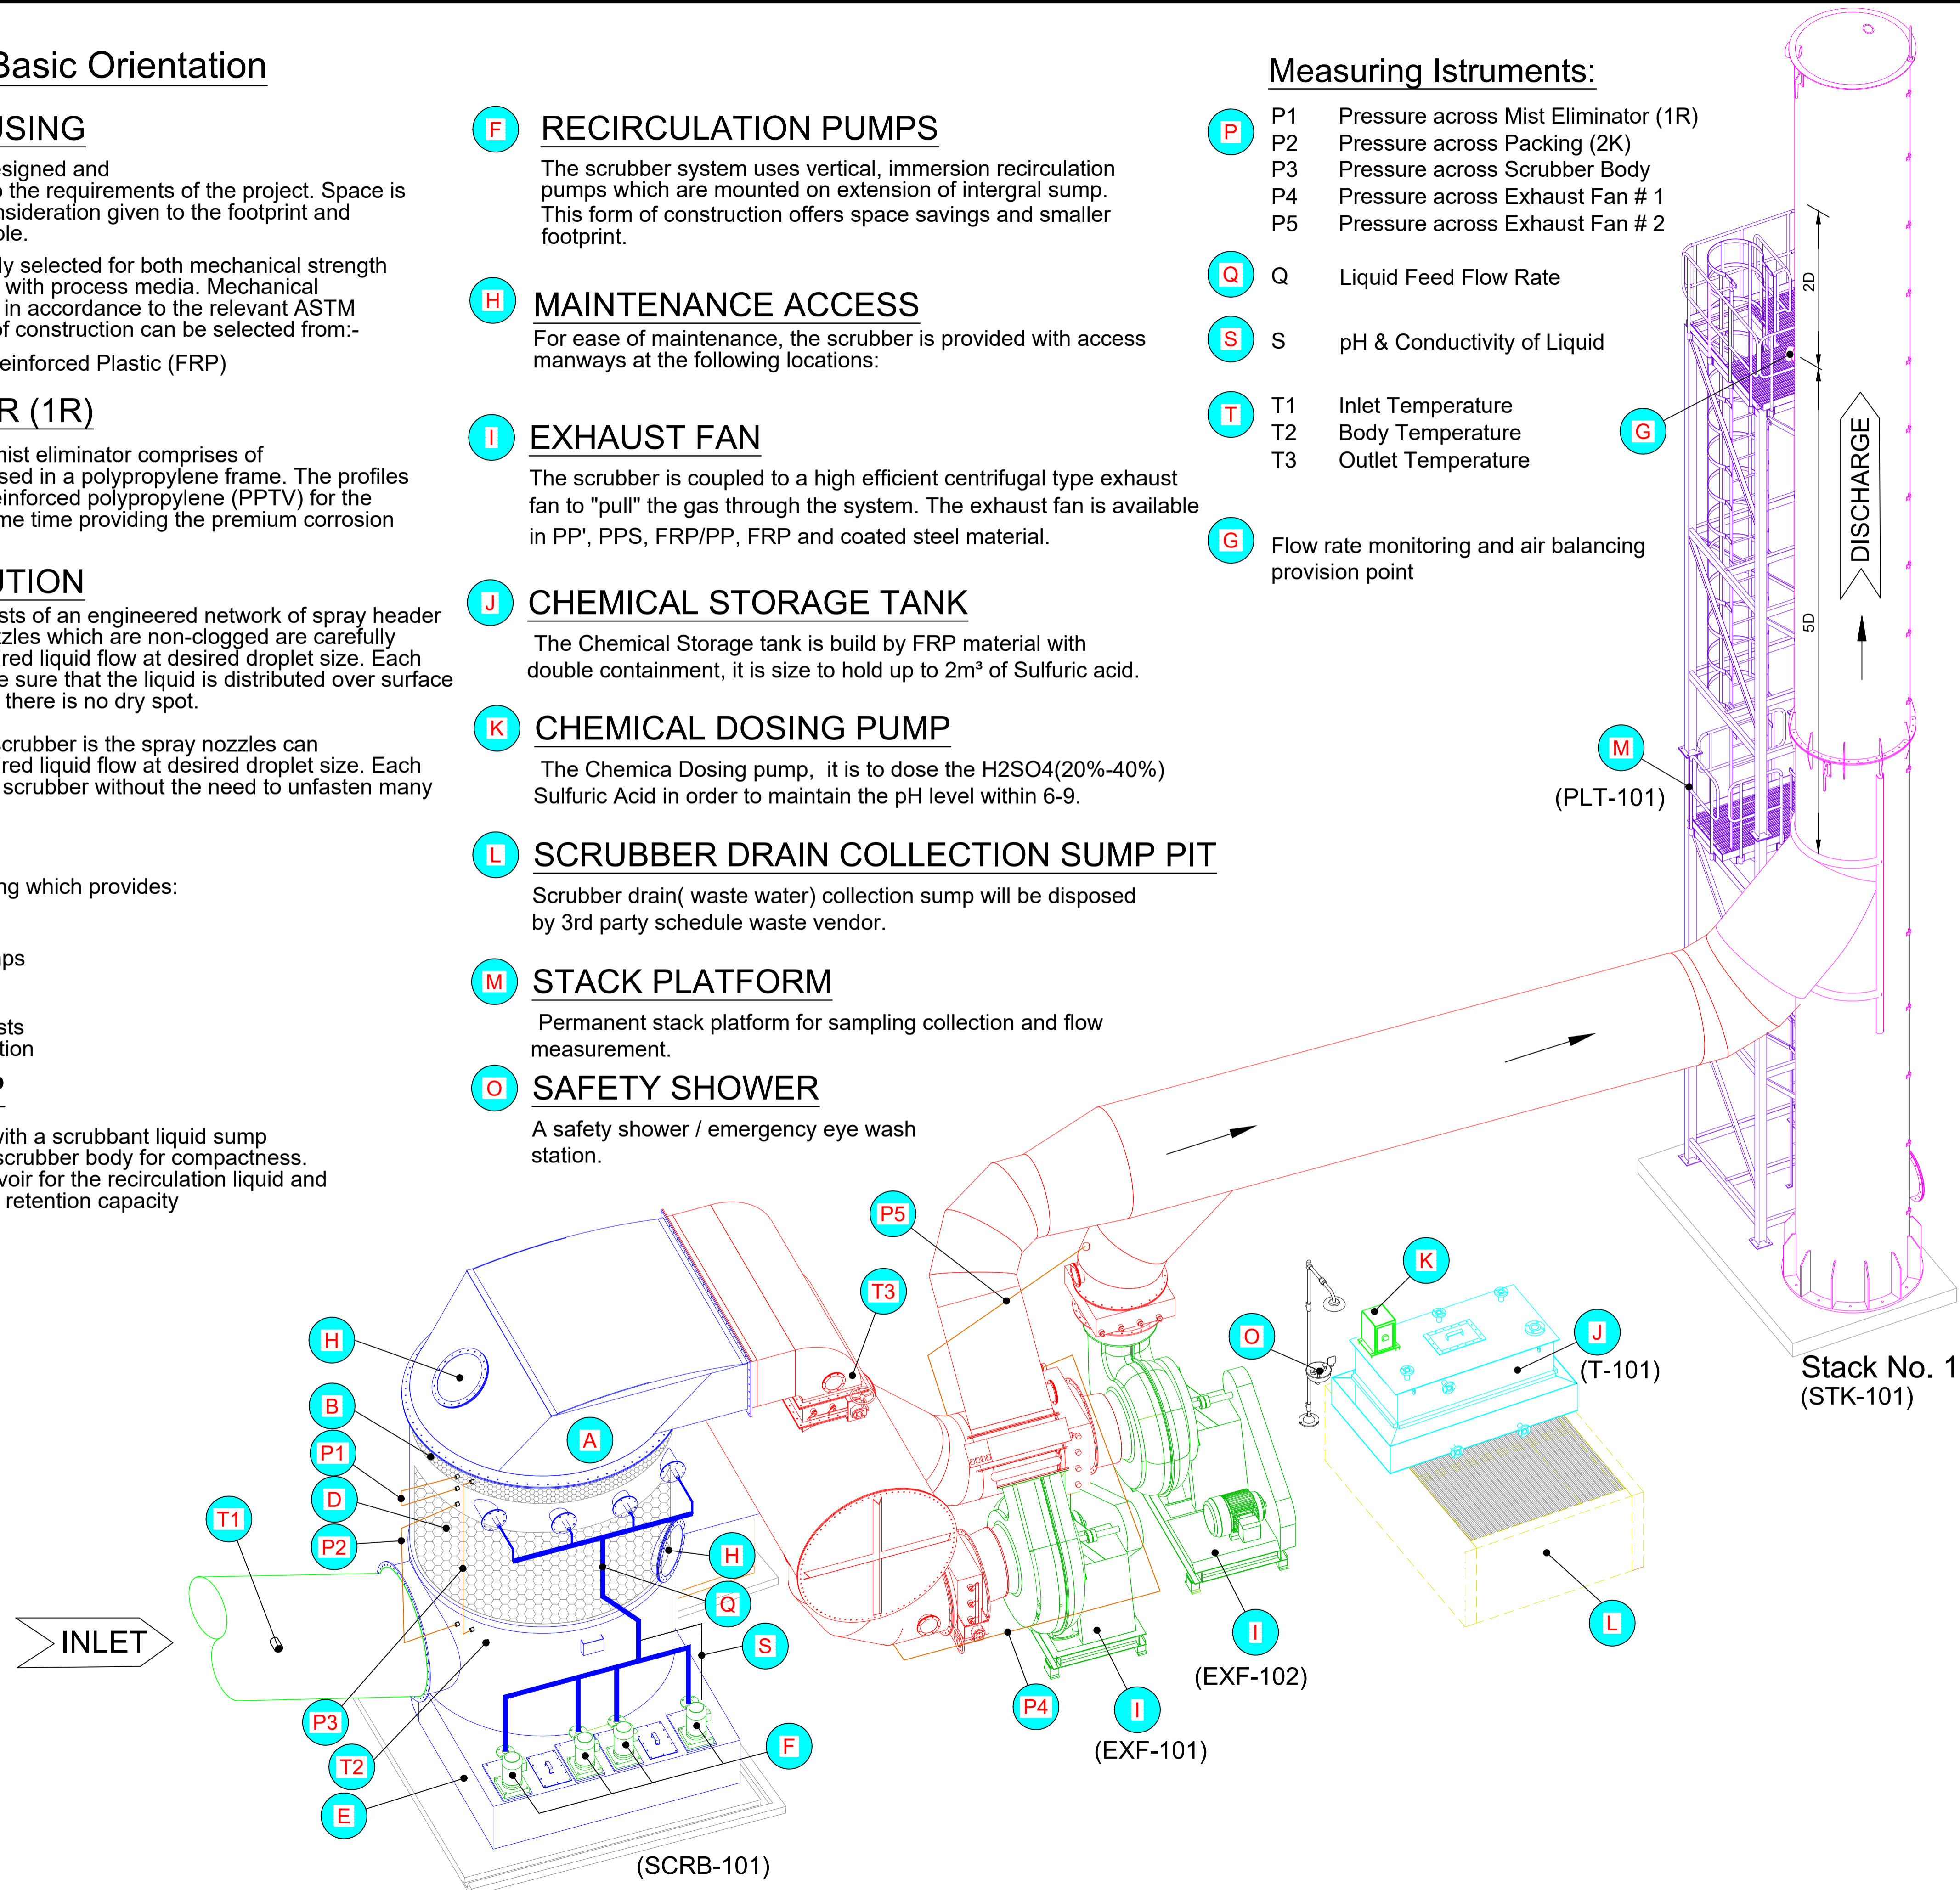 Basic Orientation
USING
esigned and
o the requirements of the project. Space is
nsideration given to the footprint and
ble.
ly selected for both mechanical strength
with process media. Mechanical
in accordance to the relevant ASTM
of construction can be selected from:-
einforced Plastic (FRP)
R (1R)
mist eliminator comprises of
sed in a polypropylene frame. The profiles
einforced polypropylene (PPTV) for the
me time providing the premium corrosion
UTION
sts of an engineered network of spray header
zzles which are non-clogged are carefully
ired liquid flow at desired droplet size. Each
e sure that the liquid is distributed over surface
there is no dry spot.
scrubber is the spray nozzles can
ired liquid flow at desired droplet size. Each
scrubber without the need to unfasten many
ng which provides:
ps
sts
tion
P
with a scrubbant liquid sump
scrubber body for compactness.
voir for the recirculation liquid and
retention capacity
F RECIRCULATION PUMPS
The scrubber system uses vertical, immersion recirculation
pumps which are mounted on extension of intergral sump.
This form of construction offers space savings and smaller
footprint.
H MAINTENANCE ACCESS
For ease of maintenance, the scrubber is provided with access
manways at the following locations:
I EXHAUST FAN
The scrubber is coupled to a high efficient centrifugal type exhaust
fan to "pull" the gas through the system. The exhaust fan is available
in PP', PPS, FRP/PP, FRP and coated steel material.
J CHEMICAL STORAGE TANK
The Chemical Storage tank is build by FRP material with
double containment, it is size to hold up to 2m³ of Sulfuric acid.
K CHEMICAL DOSING PUMP
The Chemica Dosing pump, it is to dose the H2SO4(20%-40%)
Sulfuric Acid in order to maintain the pH level within 6-9.
L SCRUBBER DRAIN COLLECTION SUMP PIT
Scrubber drain( waste water) collection sump will be disposed
by 3rd party schedule waste vendor.
M STACK PLATFORM
Permanent stack platform for sampling collection and flow
measurement.
O SAFETY SHOWER
A safety shower / emergency eye wash
station.
Measuring Istruments:
P P1 Pressure across Mist Eliminator (1R)
P2 Pressure across Packing (2K)
P3 Pressure across Scrubber Body
P4 Pressure across Exhaust Fan # 1
P5 Pressure across Exhaust Fan # 2
Q Q Liquid Feed Flow Rate
S S pH & Conductivity of Liquid
T T1 Inlet Temperature
T2 Body Temperature
T3 Outlet Temperature
G Flow rate monitoring and air balancing
provision point
G
2D
5D
DISCHARGE
M
(PLT-101)
Stack No. 1
(STK-101)
P5
T3
K
O
J
(T-101)
L
H
B
P1
D
P2
A
T1
INLET
H
Q
S
P3
T2
E
F
P4
I
(EXF-102)
I
(EXF-101)
(SCRB-101)